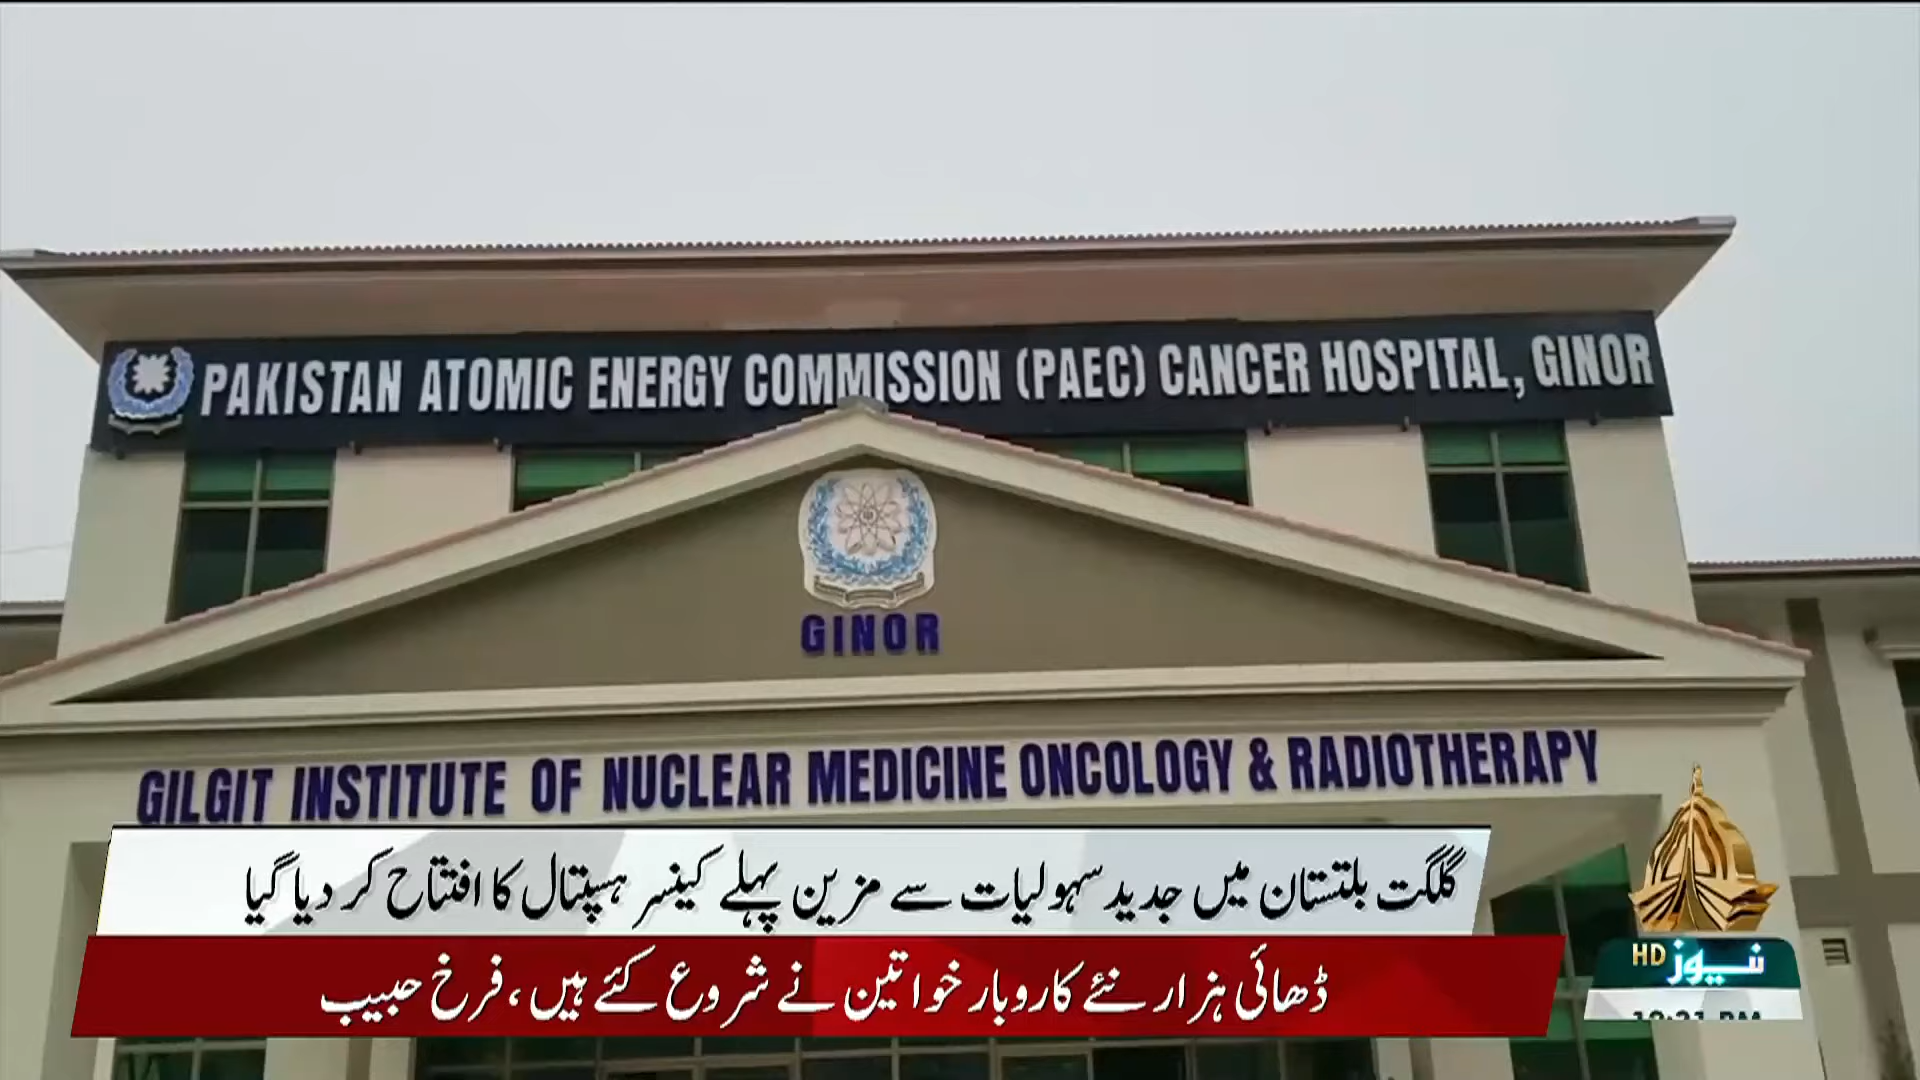 PAKISTAN ATOMIC ENERGY COMMISSION (PAEC) CANCER HOSPITAL, GINOR
GINOR
GILGIT INSTITUTE OF NUCLEAR MEDICINE ONCOLOGY & RADIOTHERAPY
گلگت بلتستان میں جدید سہولیات سے مزین پہلے کینسر ہسپتال کا افتتاح کر دیا گیا
ڈھائی ہزار نئے کاروبار خواتین نے شروع کئے ہیں، فرخ حبیب
نیوز HD